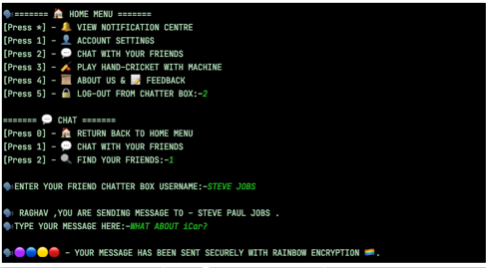 🗣======= 🏠 HOME MENU =======
[Press *] - 🔔 VIEW NOTIFICATION CENTRE
[Press 1] - 👤 ACCOUNT SETTINGS
[Press 2] - 💬 CHAT WITH YOUR FRIENDS
[Press 3] - 🏏 PLAY HAND-CRICKET WITH MACHINE
[Press 4] - 🏢 ABOUT US & 📝 FEEDBACK
[Press 5] - 🔒 LOG-OUT FROM CHATTER BOX:-2
======= 💬 CHAT =======
[Press 0] - 🏠 RETURN BACK TO HOME MENU
[Press 1] - 💬 CHAT WITH YOUR FRIENDS
[Press 2] - 🔍 FIND YOUR FRIENDS:-1
🗣ENTER YOUR FRIEND CHATTER BOX USERNAME:-STEVE JOBS
🗣 RAGHAV ,YOU ARE SENDING MESSAGE TO - STEVE PAUL JOBS .
🗣TYPE YOUR MESSAGE HERE:-WHAT ABOUT iCar?
🗣🟣🔵🟡🔴 - YOUR MESSAGE HAS BEEN SENT SECURELY WITH RAINBOW ENCRYPTION 🏳️‍🌈.